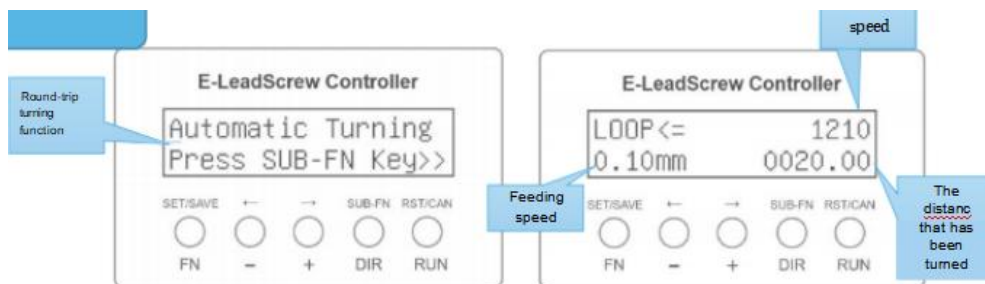 speed
E-LeadScrew Controller
Round-trip
turning
function
Automatic Turning
Press SUB-FN Key>>
SET/SAVE ← → SUB-FN RST/CAN
FN − + DIR RUN
E-LeadScrew Controller
LOOP<= 1210
0.10mm 0020.00
Feeding
speed
The
distanc
that has
been
turned
SET/SAVE ← → SUB-FN RST/CAN
FN − + DIR RUN